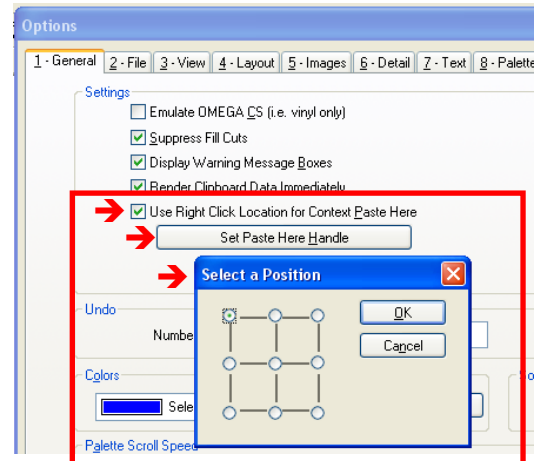 Options
1 - General 2 - File 3 - View 4 - Layout 5 - Images 6 - Detail 7 - Text 8 - Palette
Settings
Emulate OMEGA CS (i.e. vinyl only)
Suppress Fill Cuts
Display Warning Message Boxes
Render Clipboard Data Immediately
Use Right Click Location for Context Paste Here
Set Paste Here Handle
Select a Position
OK
Cancel
Undo
Numbe
Colors
Sele
So
Palette Scroll Speed